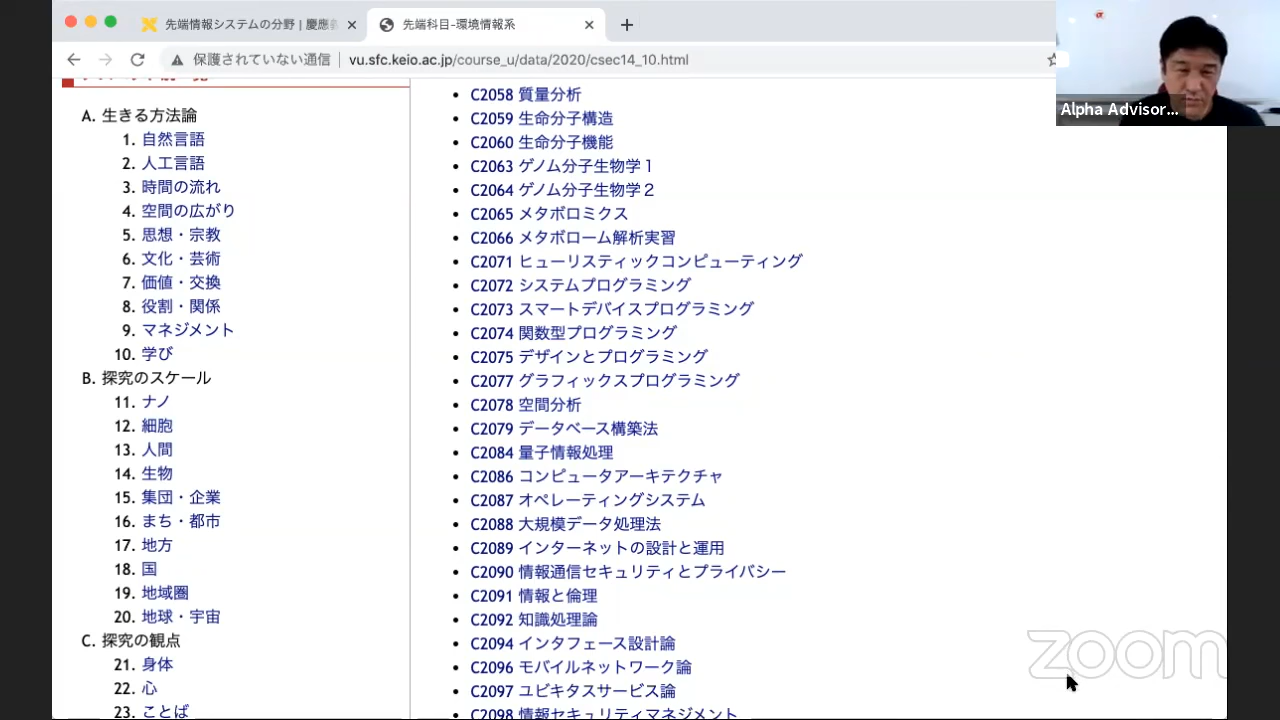 先端情報システムの分野 | 慶應義
先端科目-環境情報系
保護されていない通信
vu.sfc.keio.ac.jp/course_u/data/2020/csec14_10.html
Alpha Advisor...
A. 生きる方法論
1. 自然言語
2. 人工言語
3. 時間の流れ
4. 空間の広がり
5. 思想・宗教
6. 文化・芸術
7. 価値・交換
8. 役割・関係
9. マネジメント
10. 学び
B. 探究のスケール
11. ナノ
12. 細胞
13. 人間
14. 生物
15. 集団・企業
16. まち・都市
17. 地方
18. 国
19. 地域圏
20. 地球・宇宙
C. 探究の観点
21. 身体
22. 心
23. ことば
C2058 質量分析
C2059 生命分子構造
C2060 生命分子機能
C2063 ゲノム分子生物学１
C2064 ゲノム分子生物学２
C2065 メタボロミクス
C2066 メタボローム解析実習
C2071 ヒューリスティックコンピューティング
C2072 システムプログラミング
C2073 スマートデバイスプログラミング
C2074 関数型プログラミング
C2075 デザインとプログラミング
C2077 グラフィックスプログラミング
C2078 空間分析
C2079 データベース構築法
C2084 量子情報処理
C2086 コンピュータアーキテクチャ
C2087 オペレーティングシステム
C2088 大規模データ処理法
C2089 インターネットの設計と運用
C2090 情報通信セキュリティとプライバシー
C2091 情報と倫理
C2092 知識処理論
C2094 インタフェース設計論
C2096 モバイルネットワーク論
C2097 ユビキタスサービス論
C2098 情報セキュリティマネジメント
zoom